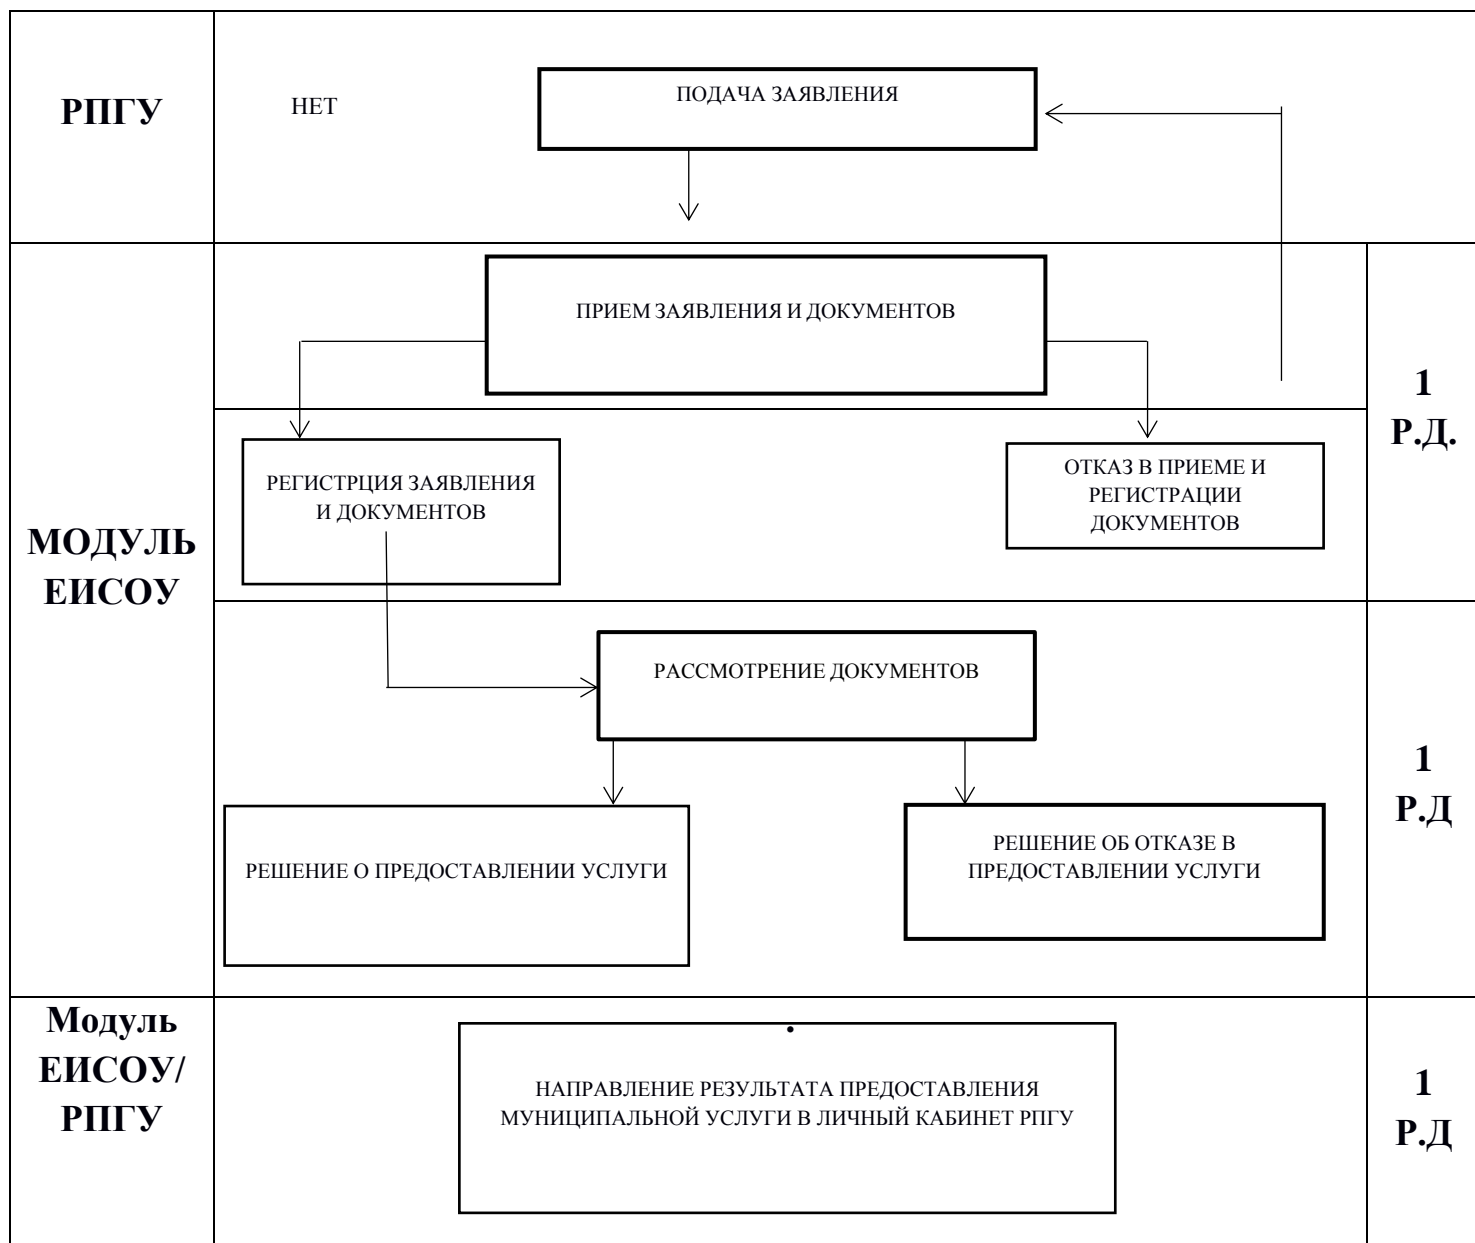 РПГУ
НЕТ
ПОДАЧА ЗАЯВЛЕНИЯ
МОДУЛЬ
ЕИСОУ
ПРИЕМ ЗАЯВЛЕНИЯ И ДОКУМЕНТОВ
1
Р.Д.
РЕГИСТРЦИЯ ЗАЯВЛЕНИЯ
И ДОКУМЕНТОВ
ОТКАЗ В ПРИЕМЕ И
РЕГИСТРАЦИИ
ДОКУМЕНТОВ
РАССМОТРЕНИЕ ДОКУМЕНТОВ
1
Р.Д
РЕШЕНИЕ О ПРЕДОСТАВЛЕНИИ УСЛУГИ
РЕШЕНИЕ ОБ ОТКАЗЕ В
ПРЕДОСТАВЛЕНИИ УСЛУГИ
Модуль
ЕИСОУ/
РПГУ
НАПРАВЛЕНИЕ РЕЗУЛЬТАТА ПРЕДОСТАВЛЕНИЯ
МУНИЦИПАЛЬНОЙ УСЛУГИ В ЛИЧНЫЙ КАБИНЕТ РПГУ
1
Р.Д